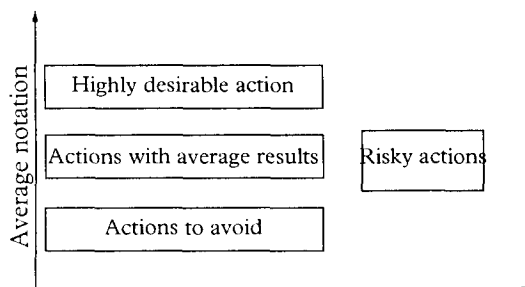 Average notation
Highly desirable action
Actions with average results
Risky actions
Actions to avoid